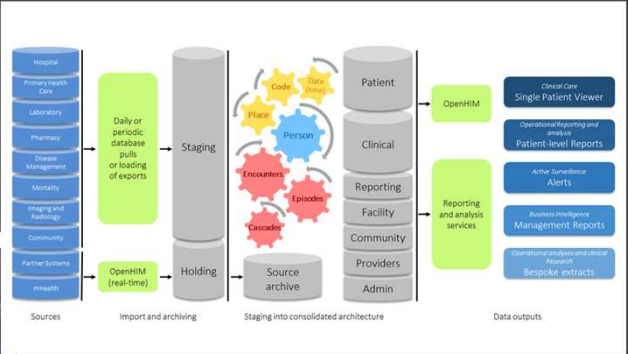 Hospital
Primary Health
Care
Laboratory
Pharmacy
Disease
Management
Mortality
Imaging and
Radiology
Community
Partner Systems
mHealth
Sources
Daily or
periodic
database
pulls
or loading
of exports
OpenHIM
(real-time)
Import and archiving
Staging
Holding
Code
Date
(time)
Place
Person
Encounters
Episodes
Cascades
Source
archive
Staging into consolidated architecture
Patient
Clinical
Reporting
Facility
Community
Providers
Admin
OpenHIM
Reporting
and analysis
services
Clinical Care
Single Patient Viewer
Operational Reporting and
analysis
Patient-level Reports
Active Surveillance
Alerts
Business Intelligence
Management Reports
Operational analyses and clinical
Research
Bespoke extracts
Data outputs